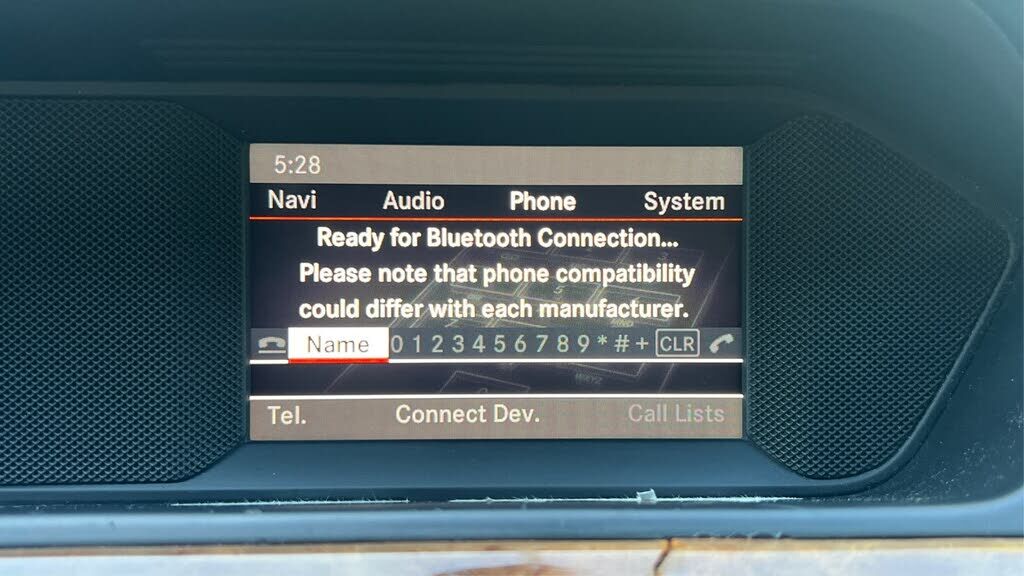 5:28
Navi Audio Phone System
Ready for Bluetooth Connection...
Please note that phone compatibility
could differ with each manufacturer.
Name 0 1 2 3 4 5 6 7 8 9 * # + CLR
Tel. Connect Dev. Call Lists